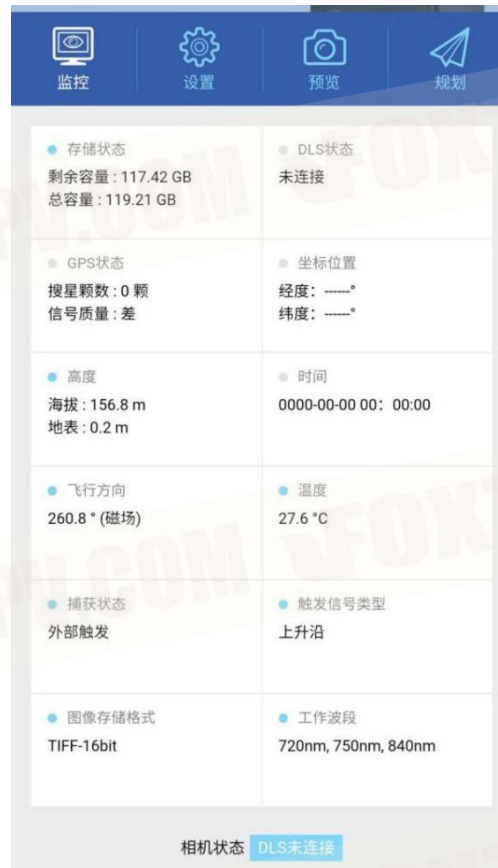 监控 设置 预览 规划
存储状态
剩余容量 : 117.42 GB
总容量 : 119.21 GB
DLS状态
未连接
GPS状态
搜星颗数 : 0 颗
信号质量 : 差
坐标位置
经度：-----°
纬度：-----°
高度
海拔 : 156.8 m
地表 : 0.2 m
时间
0000-00-00 00：00:00
飞行方向
260.8 ° (磁场)
温度
27.6 °C
捕获状态
外部触发
触发信号类型
上升沿
图像存储格式
TIFF-16bit
工作波段
720nm, 750nm, 840nm
相机状态 DLS未连接